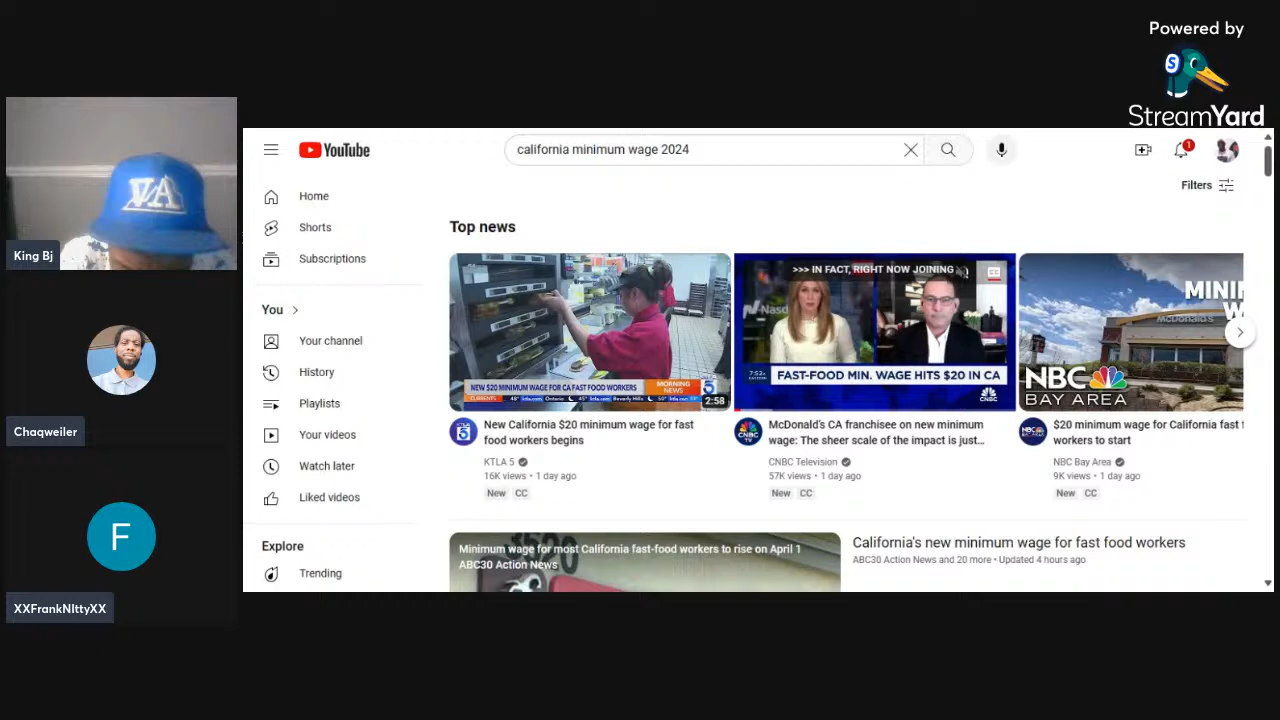 Powered by
StreamYard
VA
King Bj
Chaqweiler
F
XXFrankNIttyXX
YouTube
california minimum wage 2024
1
Filters
Home
Shorts
Subscriptions
You
Your channel
History
Playlists
Your videos
Watch later
Liked videos
Explore
Trending
Top news
NEW $20 MINIMUM WAGE FOR CA FAST FOOD WORKERS
MORNING NEWS
5
2:58
New California $20 minimum wage for fast
food workers begins
KTLA 5
16K views • 1 day ago
New CC
>>> IN FACT, RIGHT NOW JOINING
FAST-FOOD MIN. WAGE HITS $20 IN CA
CNBC
McDonald's CA franchisee on new minimum
wage: The sheer scale of the impact is just...
CNBC Television
57K views • 1 day ago
New CC
McDonald's
NBC
BAY AREA
$20 minimum wage for California fast f
workers to start
NBC Bay Area
9K views • 1 day ago
New CC
Minimum wage for most California fast-food workers to rise on April 1
ABC30 Action News
California's new minimum wage for fast food workers
ABC30 Action News and 20 more • Updated 4 hours ago